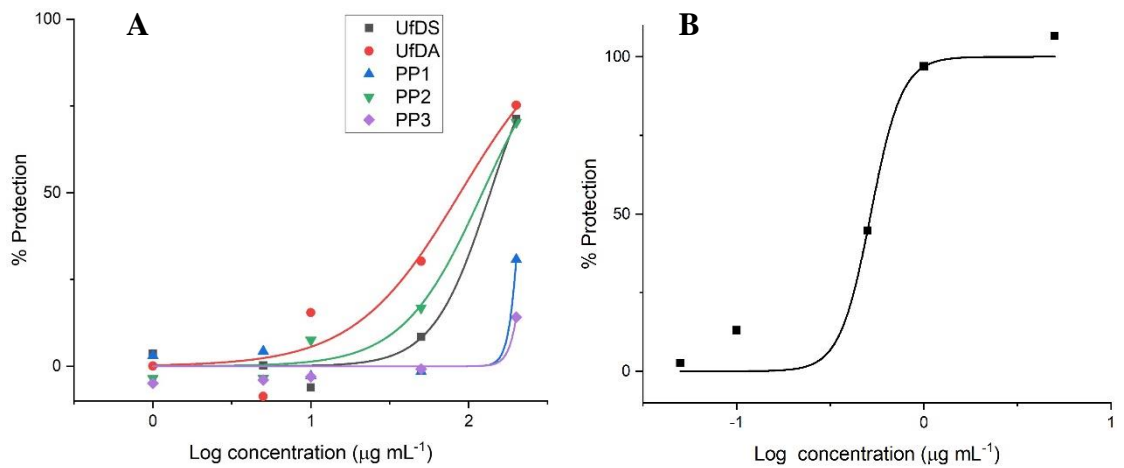 A
100
50
0
% Protection
UfDS
UfDA
PP1
PP2
PP3
0
1
2
Log concentration (μg mL⁻¹)
B
100
50
0
% Protection
-1
0
1
Log concentration (μg mL⁻¹)